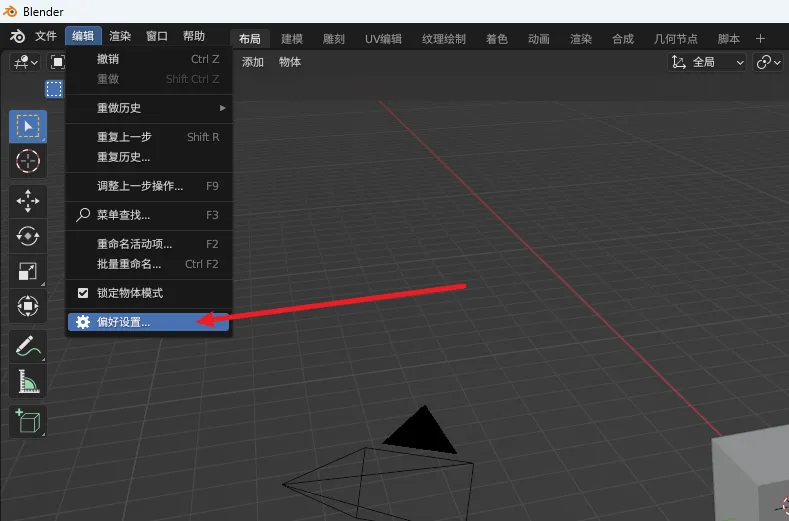 Blender
文件 编辑 渲染 窗口 帮助 布局 建模 雕刻 UV编辑 纹理绘制 着色 动画 渲染 合成 几何节点 脚本 +
添加 物体 全局
撤销 Ctrl Z
重做 Shift Ctrl Z
重做历史
重复上一步 Shift R
重复历史...
调整上一步操作... F9
菜单查找... F3
重命名活动项... F2
批量重命名... Ctrl F2
锁定物体模式
偏好设置...